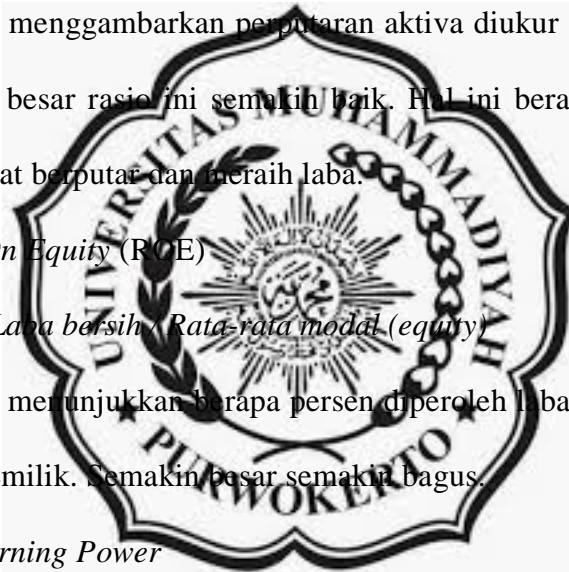 menggambarkan perputaran aktiva diukur
besar rasio ini semakin baik. Hal ini bera
at berputar dan meraih laba.
n Equity (ROE)
Laba bersih / Rata-rata modal (equity)
menunjukkan berapa persen diperoleh laba
emilik. Semakin besar semakin bagus.
rning Power
UNIVERSITAS MUHAMMADIYAH
PURWOKERTO